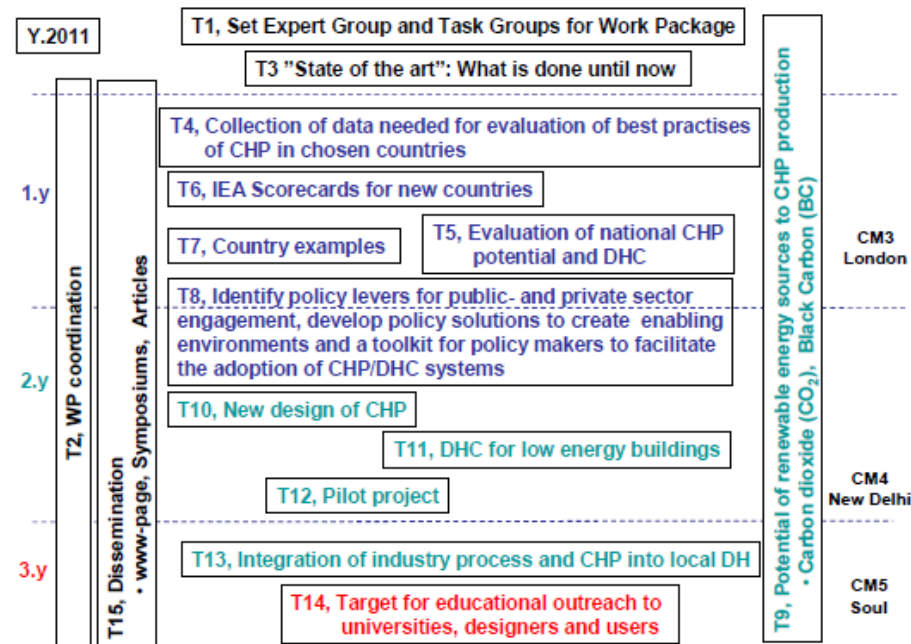 Y.2011
T1, Set Expert Group and Task Groups for Work Package
T3 "State of the art": What is done until now
T2, WP coordination
T15, Dissemination
• www-page, Symposiums, Articles
1.y
T4, Collection of data needed for evaluation of best practises
of CHP in chosen countries
T6, IEA Scorecards for new countries
T7, Country examples
T5, Evaluation of national CHP
potential and DHC
T8, Identify policy levers for public- and private sector
engagement, develop policy solutions to create enabling
environments and a toolkit for policy makers to facilitate
the adoption of CHP/DHC systems
2.y
T10, New design of CHP
T11, DHC for low energy buildings
T12, Pilot project
3.y
T13, Integration of industry process and CHP into local DH
T14, Target for educational outreach to
universities, designers and users
T9, Potential of renewable energy sources to CHP production
• Carbon dioxide (CO₂), Black Carbon (BC)
CM3
London
CM4
New Delhi
CM5
Soul